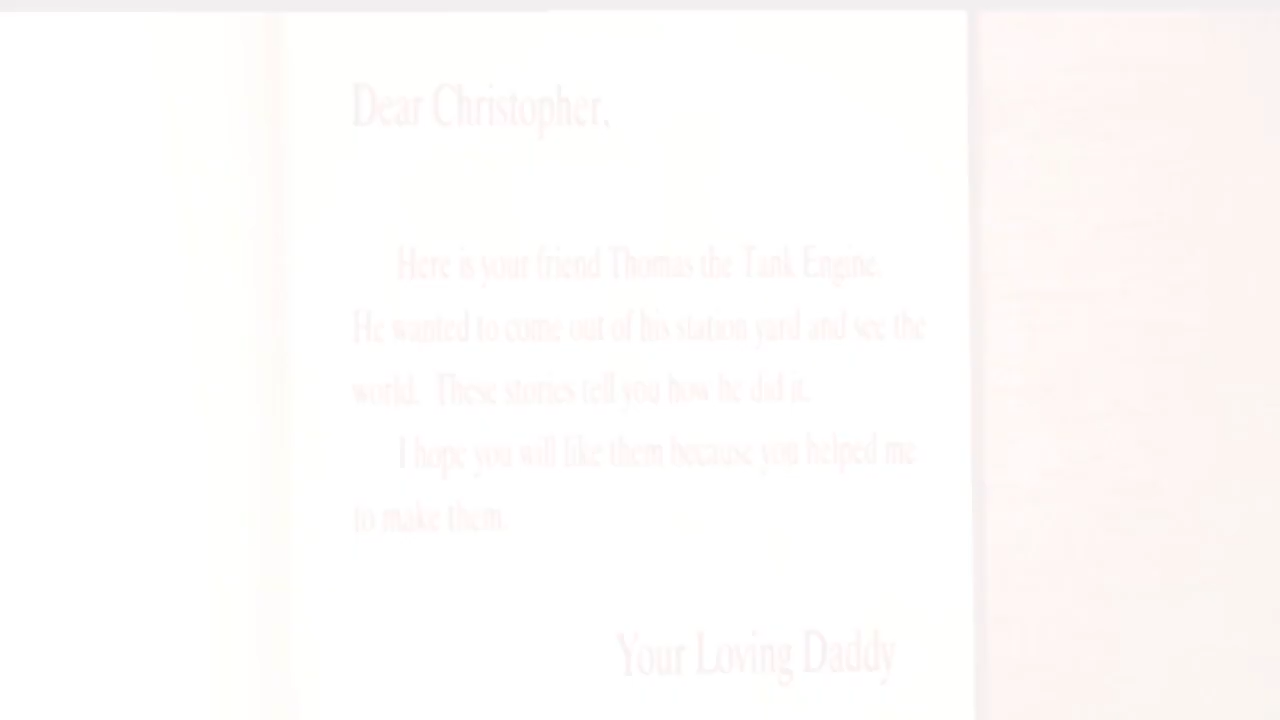 Dear Christopher,
Here is your friend Thomas the Tank Engine.
He wanted to come out of his station yard and see the
world. These stories tell you how he did it.
I hope you will like them because you helped me
to make them.
Your Loving Daddy